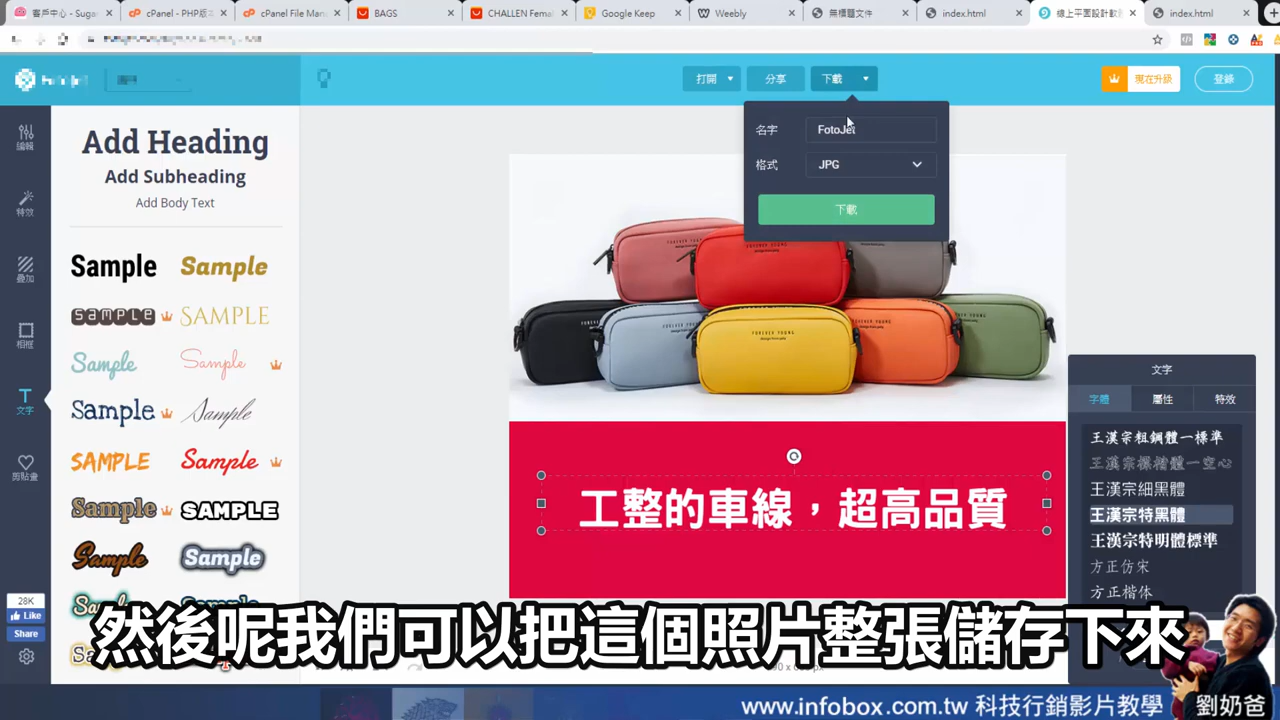 客戶中心 - Suga
cPanel - PHP版本
cPanel File Man
BAGS
CHALLEN Fema
Google Keep
Weebly
無標題文件
index.html
線上平面設計軟
index.html
打開
分享
下載
現在升級
登錄
名字
FotoJet
格式
JPG
下載
編輯
特效
疊加
相框
文字
剪貼畫
Add Heading
Add Subheading
Add Body Text
Sample Sample
SAMPLE SAMPLE
Sample Sample
Sample Sample
SAMPLE Sample
Sample SAMPLE
Sample Sample
FOREVER YOUNG
工整的車線，超高品質
文字
字體 屬性 特效
王漢宗粗鋼體一標準
王漢宗細黑體
王漢宗特黑體
王漢宗特明體標準
方正仿宋
方正楷体
28K
Like
Share
然後呢我們可以把這個照片整張儲存下來
www.infobox.com.tw 科技行銷影片教學
劉奶爸